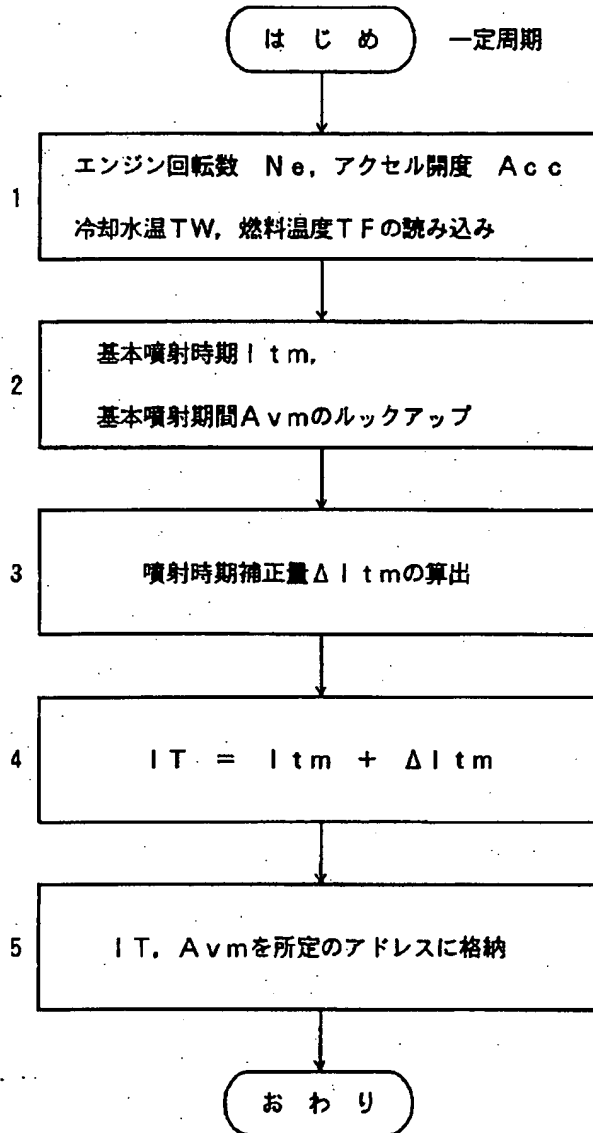 はじめ 一定周期
1 エンジン回転数 Ne, アクセル開度 Acc
冷却水温TW, 燃料温度TFの読み込み
2 基本噴射時期Itm,
基本噴射期間Avmのルックアップ
3 噴射時期補正量ΔItmの算出
4 IT = Itm + ΔItm
5 IT, Avmを所定のアドレスに格納
おわり